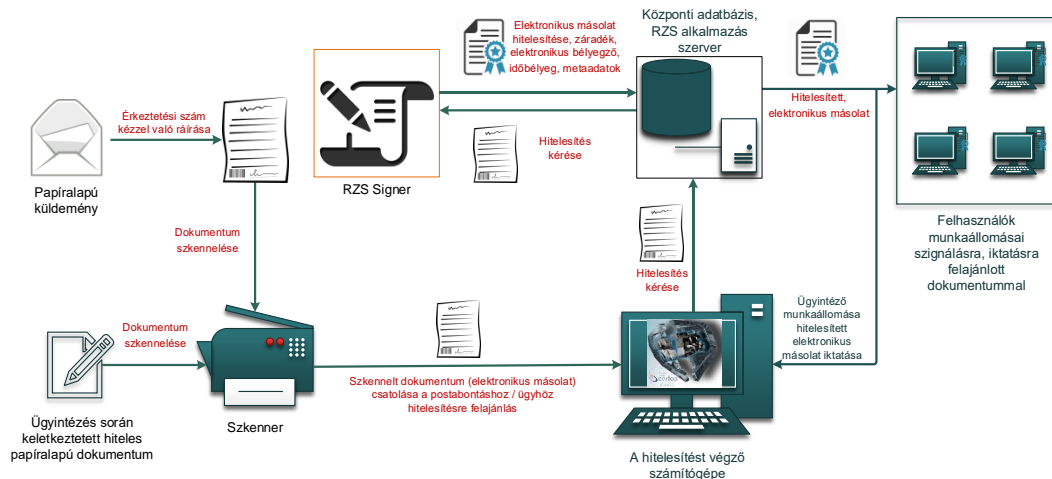 Elektronikus másolat
hitelesítése, záradék,
elektronikus bélyegző,
időbélyeg, metaadatok
Központi adatbázis,
RZS alkalmazás
szerver
Érkeztetési szám
kézzel való ráírása
Hitelesített,
elektronikus másolat
Hitelesítés
kérése
Papíralapú
küldemény
RZS Signer
Felhasználók
munkaállomásai
szignálásra, iktatásra
felajánlott
dokumentummal
Dokumentum
szkennelése
Hitelesítés
kérése
Ügyintéző
munkaállomása
hitelesített
elektronikus
másolat iktatása
Dokumentum
szkennelése
Szkennelt dokumentum (elektronikus másolat)
csatolása a postabontáshoz / ügyhöz
hitelesítésre felajánlás
Ügyintézés során
keletkeztetett hiteles
papíralapú dokumentum
Szkenner
A hitelesítést végző
számítógépe